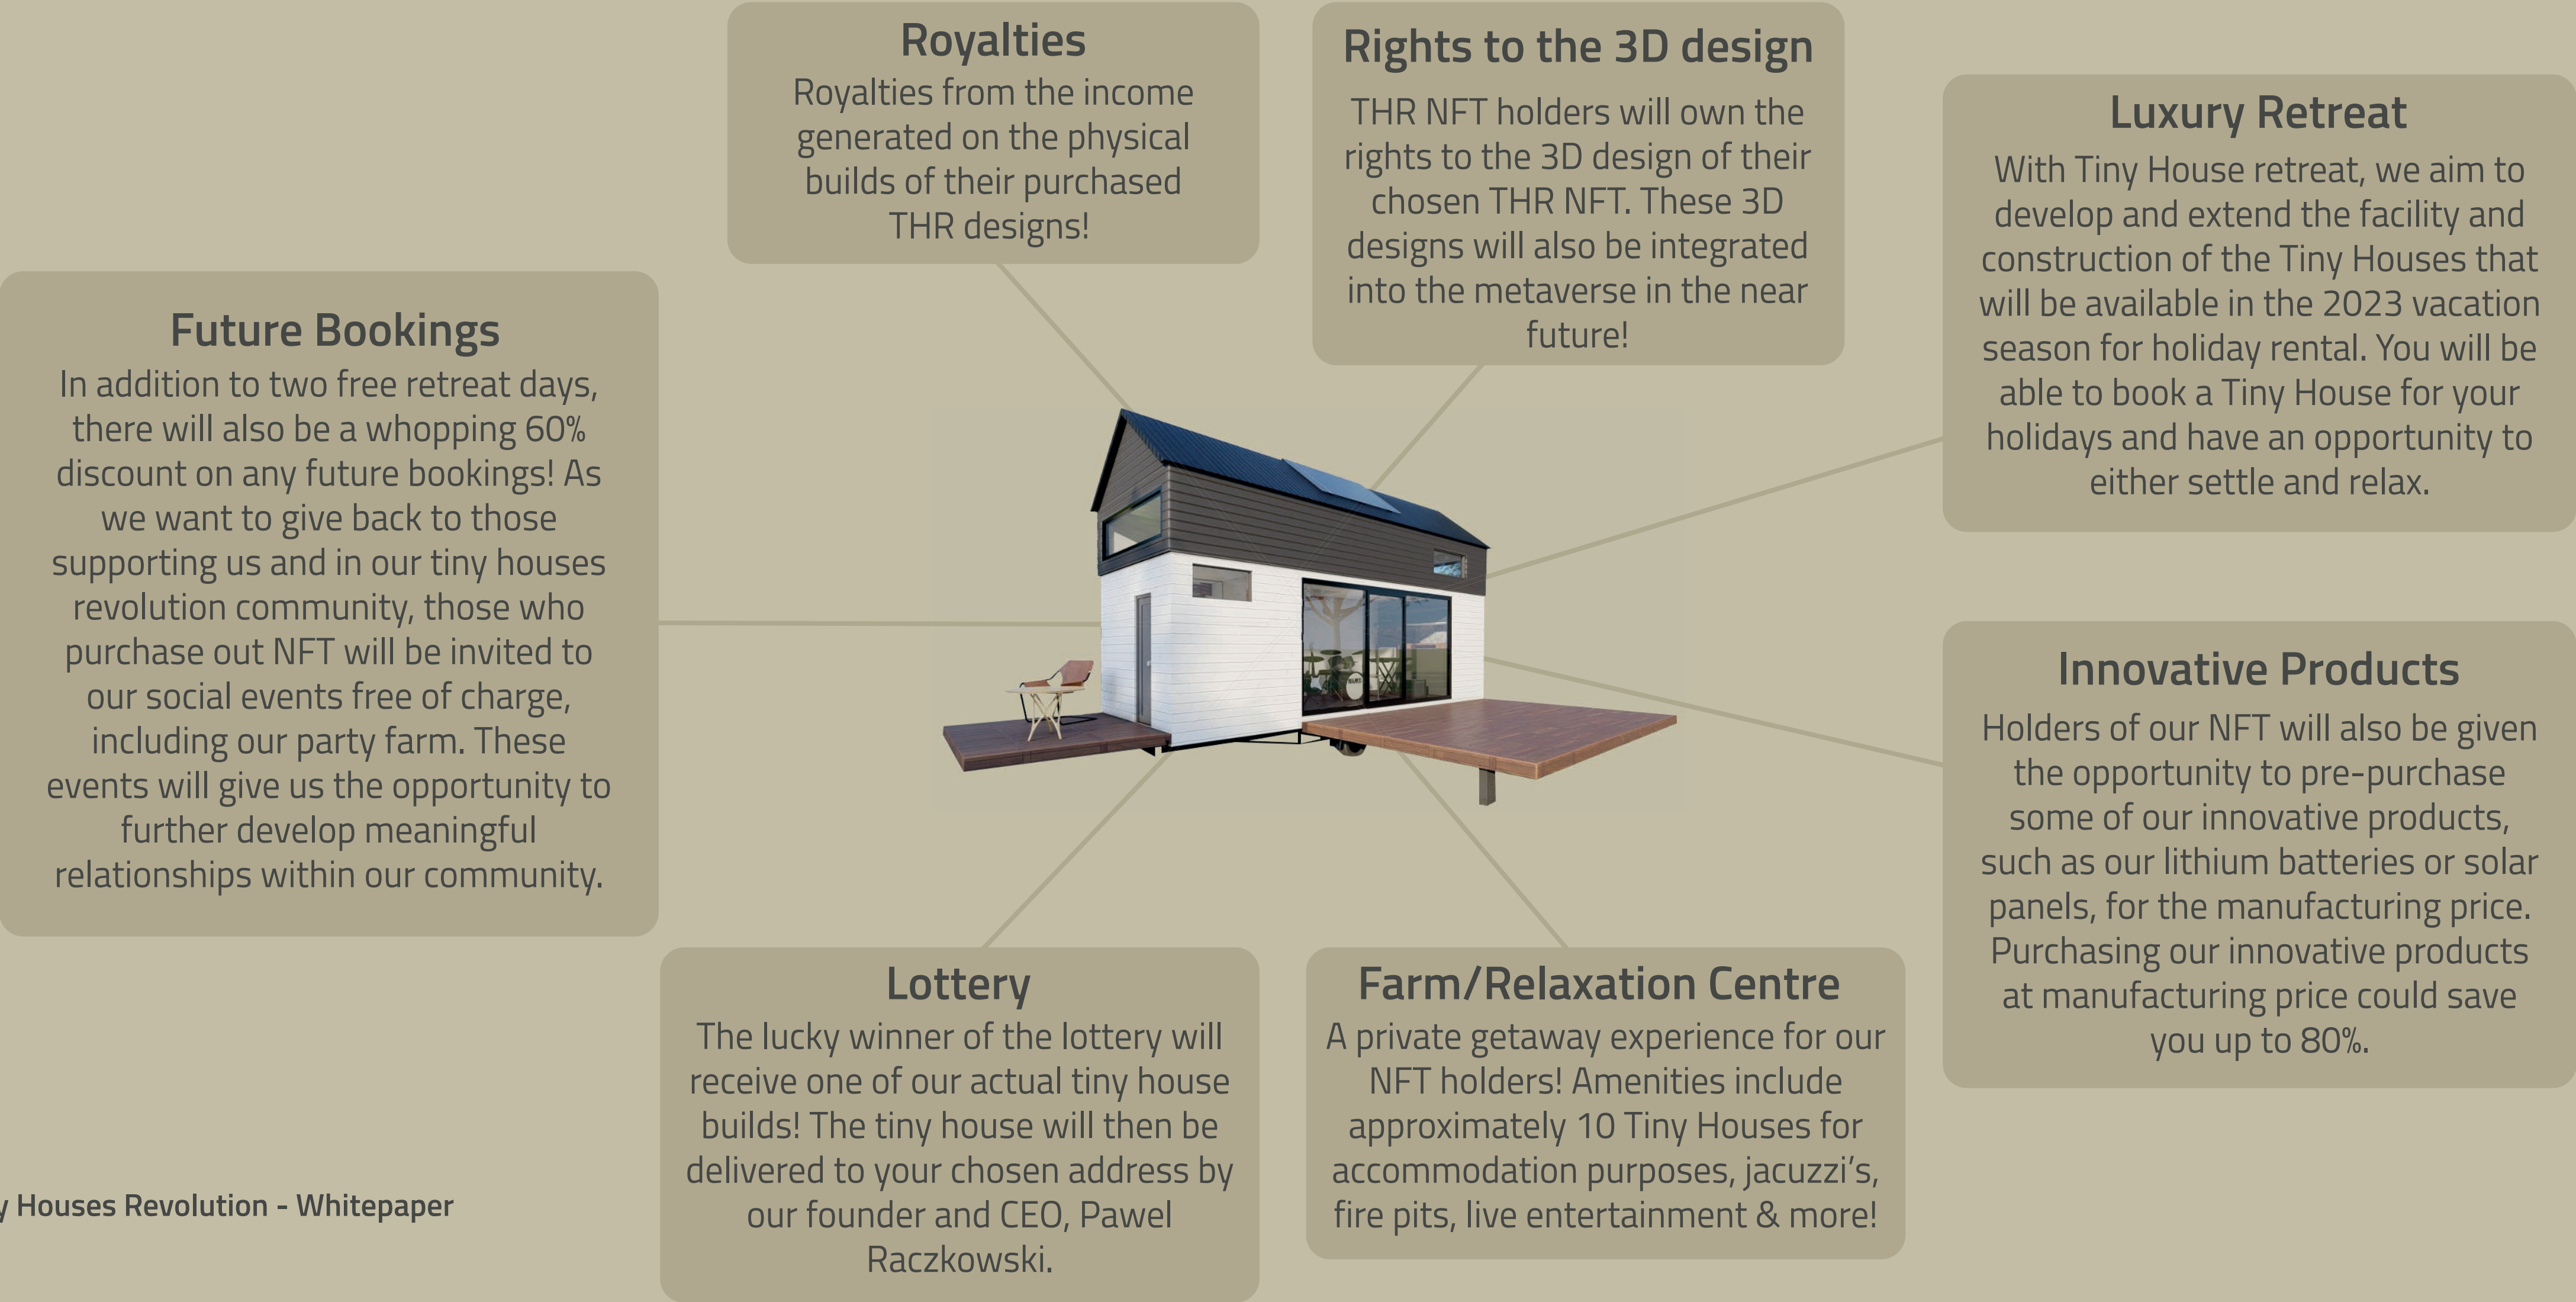 Royalties
Royalties from the income
generated on the physical
builds of their purchased
THR designs!
Rights to the 3D design
THR NFT holders will own the
rights to the 3D design of their
chosen THR NFT. These 3D
designs will also be integrated
into the metaverse in the near
future!
Luxury Retreat
With Tiny House retreat, we aim to
develop and extend the facility and
construction of the Tiny Houses that
will be available in the 2023 vacation
season for holiday rental. You will be
able to book a Tiny House for your
holidays and have an opportunity to
either settle and relax.
Future Bookings
In addition to two free retreat days,
there will also be a whopping 60%
discount on any future bookings! As
we want to give back to those
supporting us and in our tiny houses
revolution community, those who
purchase out NFT will be invited to
our social events free of charge,
including our party farm. These
events will give us the opportunity to
further develop meaningful
relationships within our community.
Innovative Products
Holders of our NFT will also be given
the opportunity to pre-purchase
some of our innovative products,
such as our lithium batteries or solar
panels, for the manufacturing price.
Purchasing our innovative products
at manufacturing price could save
you up to 80%.
Lottery
The lucky winner of the lottery will
receive one of our actual tiny house
builds! The tiny house will then be
delivered to your chosen address by
our founder and CEO, Pawel
Raczkowski.
Farm/Relaxation Centre
A private getaway experience for our
NFT holders! Amenities include
approximately 10 Tiny Houses for
accommodation purposes, jacuzzi's,
fire pits, live entertainment & more!
y Houses Revolution - Whitepaper